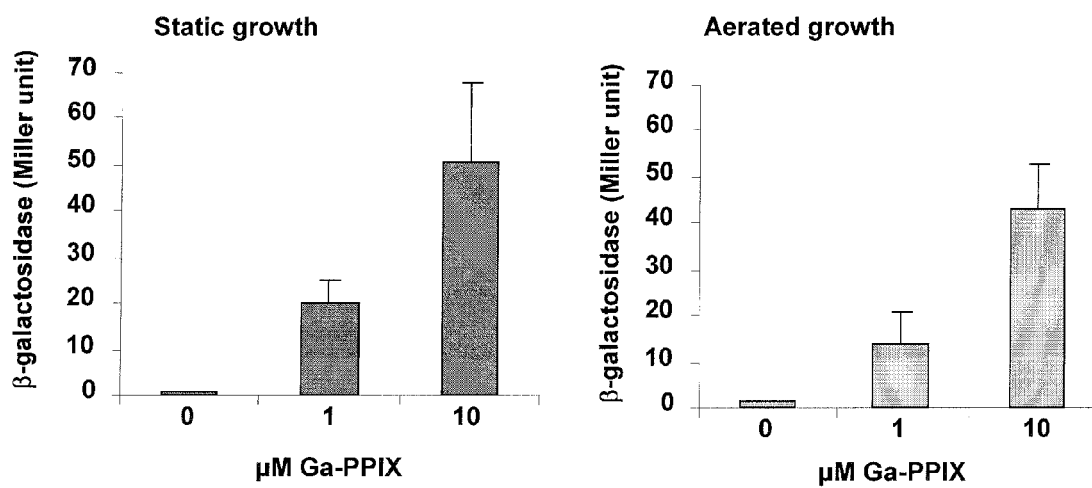 Static growth
β-galactosidase (Miller unit)
70
60
50
40
30
20
10
0
0 1 10
µM Ga-PPIX
Aerated growth
β-galactosidase (Miller unit)
70
60
50
40
30
20
10
0
0 1 10
µM Ga-PPIX